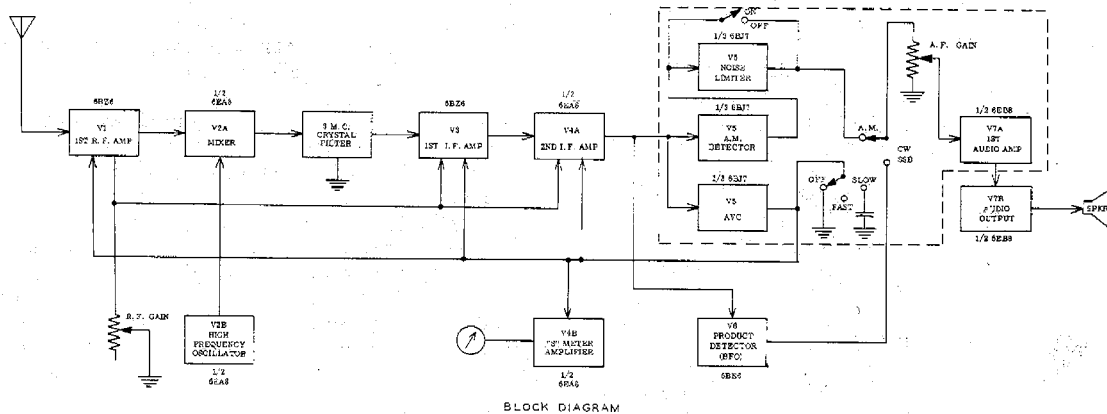 6BZ6
V1
1ST R.F. AMP
1/2
6EA8
V2A
MIXER
9 M.C.
CRYSTAL
FILTER
6BZ6
V3
1ST I.F. AMP
1/2
6EA8
V4A
2ND I.F. AMP
ON
OFF
1/3 6BJ7
V5
NOISE
LIMITER
1/3 6BJ7
V5
A.M.
DETECTOR
1/3 6BJ7
V5
AVC
OFF
SLOW
FAST
A.M.
CW
SSB
A.F. GAIN
1/2 6EB8
V7A
1ST
AUDIO AMP
V7B
AUDIO
OUTPUT
1/2 6EB8
SPKR
R.F. GAIN
V2B
HIGH
FREQUENCY
OSCILLATOR
1/2
6EA8
V4B
"S" METER
AMPLIFIER
1/2
6EA8
V6
PRODUCT
DETECTOR
(BFO)
6BE6
BLOCK DIAGRAM